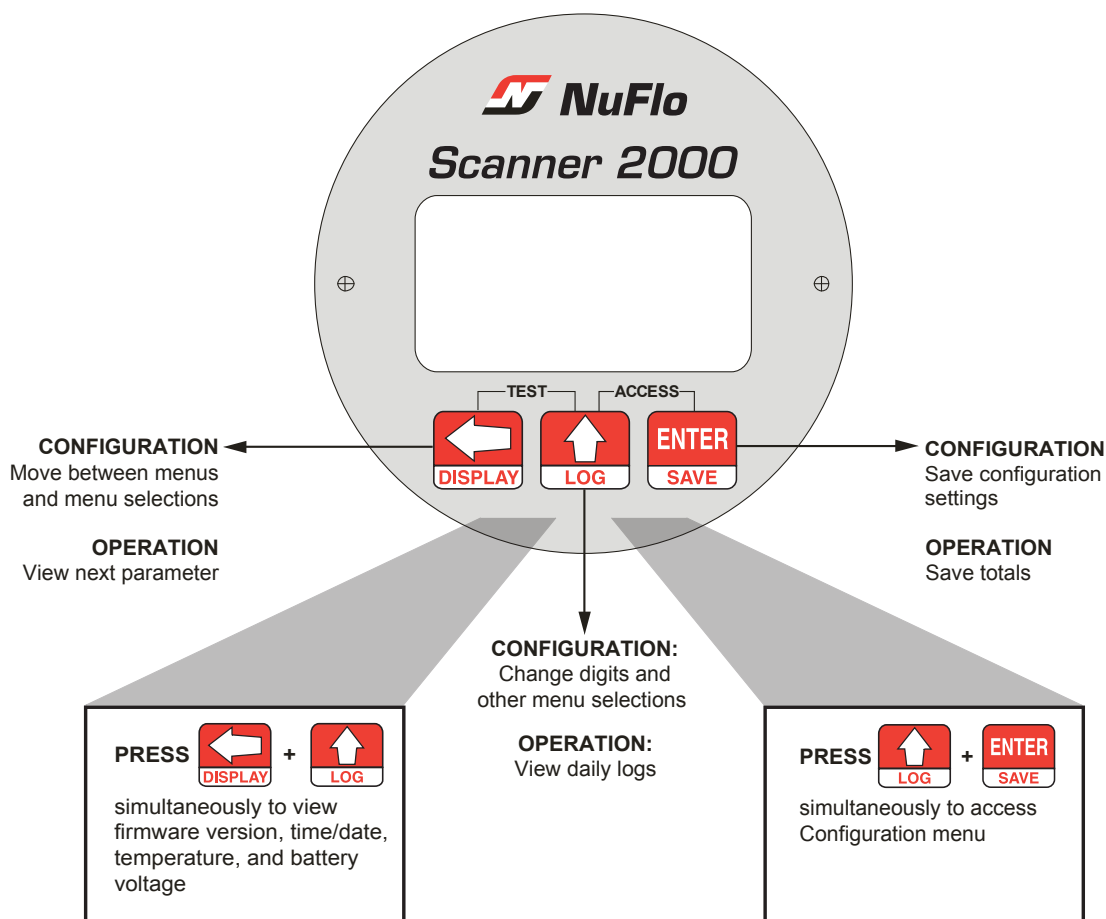 NuFlo
Scanner 2000
TEST ACCESS
ENTER
DISPLAY LOG SAVE
CONFIGURATION
Move between menus
and menu selections
OPERATION
View next parameter
CONFIGURATION:
Change digits and
other menu selections
OPERATION:
View daily logs
CONFIGURATION
Save configuration
settings
OPERATION
Save totals
PRESS DISPLAY + LOG
simultaneously to view
firmware version, time/date,
temperature, and battery
voltage
PRESS LOG + ENTER SAVE
simultaneously to access
Configuration menu